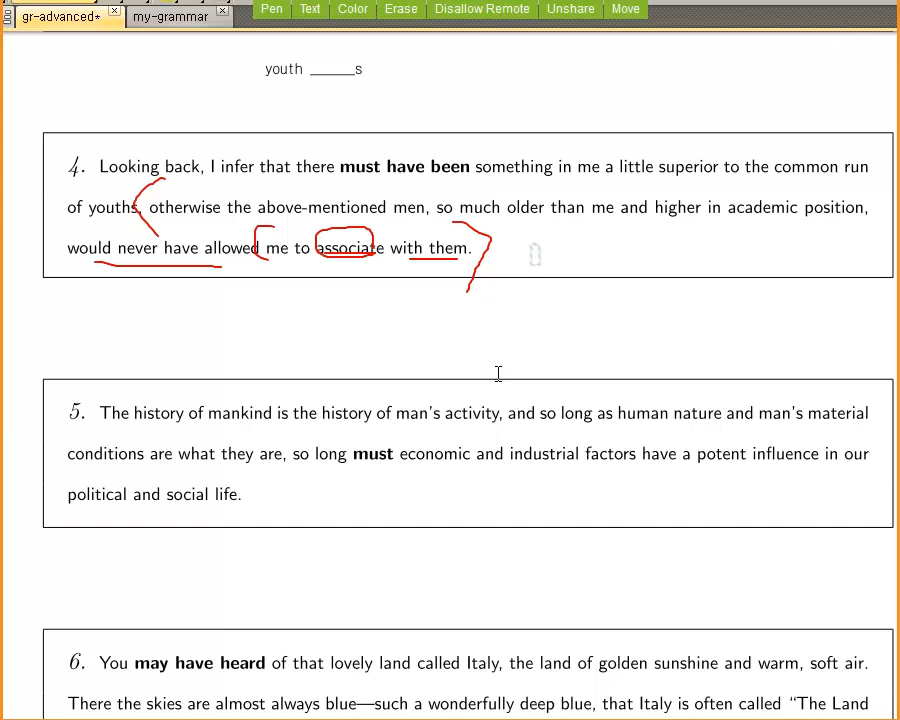 Pen Text Color Erase Disallow Remote Unshare Move
gr-advanced* my-grammar
youth _____s
4. Looking back, I infer that there must have been something in me a little superior to the common run
of youths, otherwise the above-mentioned men, so much older than me and higher in academic position,
would never have allowed me to associate with them.
5. The history of mankind is the history of man's activity, and so long as human nature and man's material
conditions are what they are, so long must economic and industrial factors have a potent influence in our
political and social life.
6. You may have heard of that lovely land called Italy, the land of golden sunshine and warm, soft air.
There the skies are almost always blue—such a wonderfully deep blue, that Italy is often called “The Land